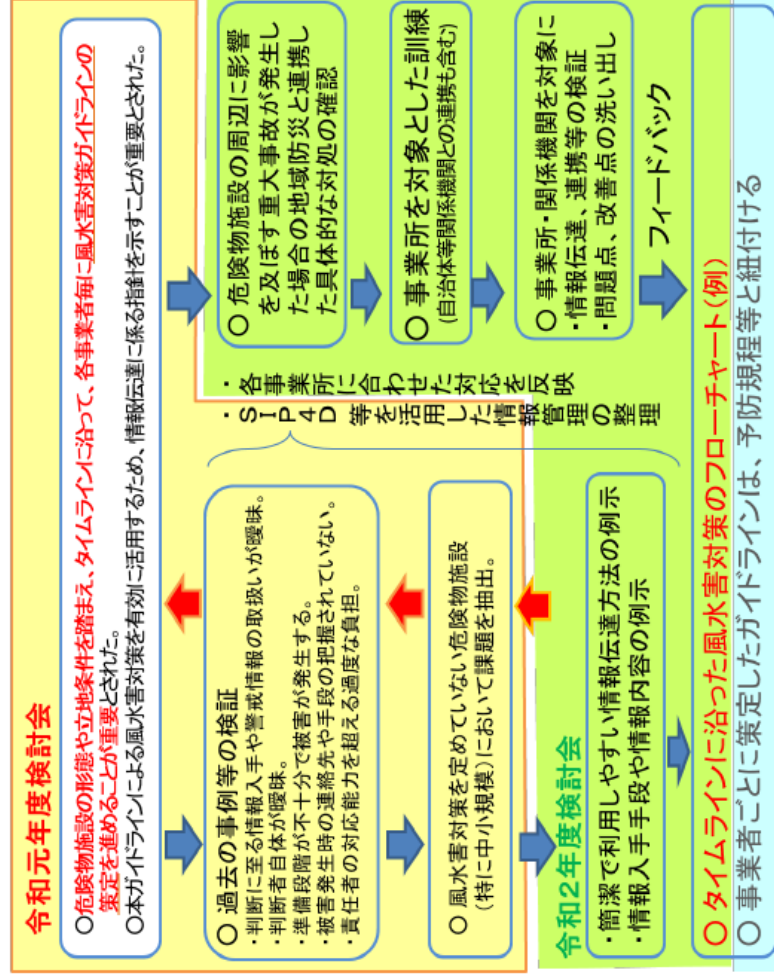 令和元年度検討会
○危険物施設の形態や立地条件を踏まえ、タイムラインに沿って、各事業者毎に風水害対策ガイドラインの
策定を進めることが重要とされた。
○本ガイドラインによる風水害対策を有効に活用するため、情報伝達に係る指針を示すことが重要とされた。
○ 過去の事例等の検証
・判断に至る情報入手や警戒情報の取扱いが曖昧。
・判断者自体が曖昧。
・準備段階が不十分で被害が発生する。
・被害発生時の連絡先や手段の把握されていない。
・責任者の対応能力を超える過度な負担。
○ 風水害対策を定めていない危険物施設
（特に中小規模）において課題を抽出。
令和２年度検討会
・簡潔で利用しやすい情報伝達方法の例示
・情報入手手段や情報内容の例示
・各事業所に合わせた対応を反映
・ＳＩＰ４Ｄ等を活用した情報管理の整理
○ 危険物施設の周辺に影響
を及ぼす重大事故が発生し
た場合の地域防災と連携し
た具体的な対処の確認
○ 事業所を対象とした訓練
(自治体等関係機関との連携も含む)
○ 事業所・関係機関を対象に
・情報伝達、連携等の検証
・問題点、改善点の洗い出し
フィードバック
○ タイムラインに沿った風水害対策のフローチャート（例）
○ 事業者ごとに策定したガイドラインは、予防規程等と紐付ける